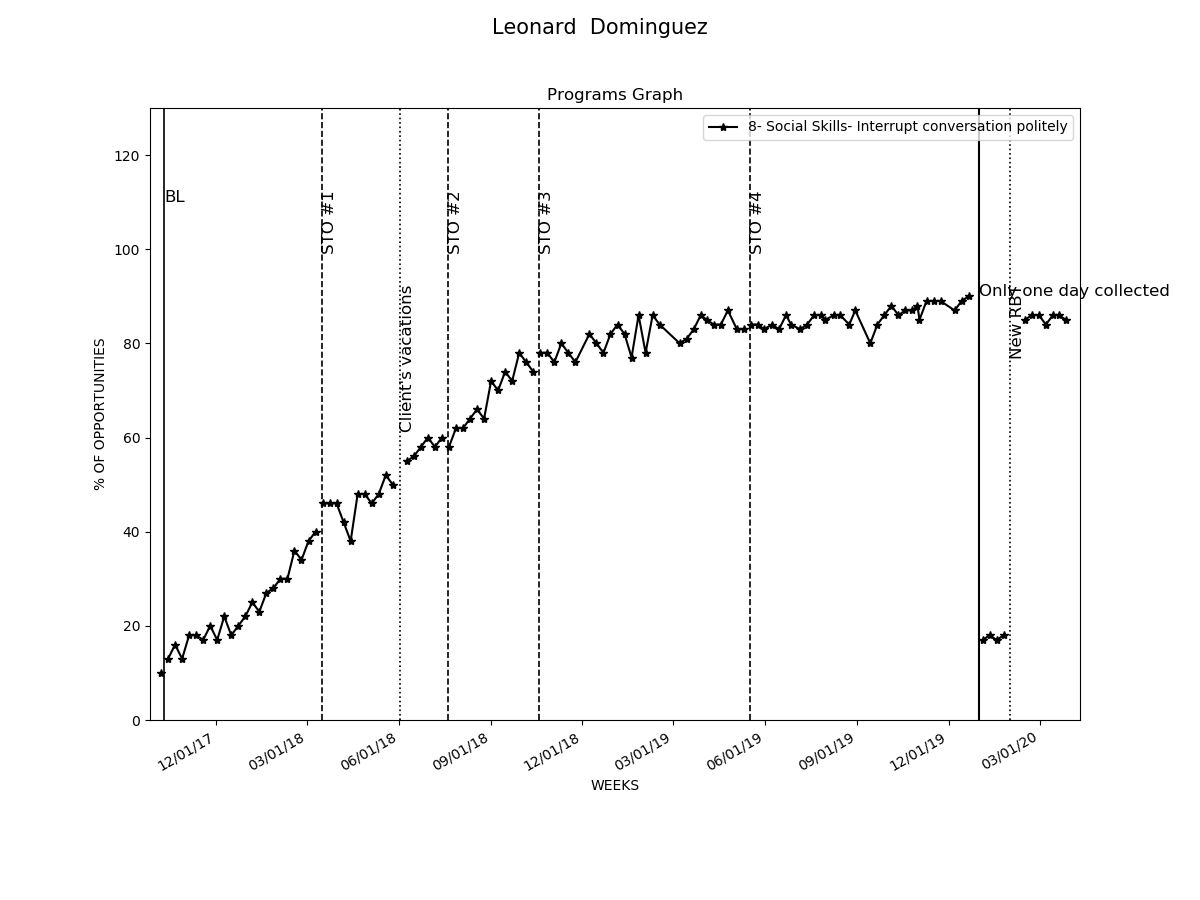 Leonard  Dominguez
Programs Graph
8- Social Skills- Interrupt conversation politely
BL
STO #1
Client's vacations
STO #2
STO #3
STO #4
Only one day collected
New RBT
% OF OPPORTUNITIES
120
100
80
60
40
20
0
12/01/17
03/01/18
06/01/18
09/01/18
12/01/18
03/01/19
06/01/19
09/01/19
12/01/19
03/01/20
WEEKS